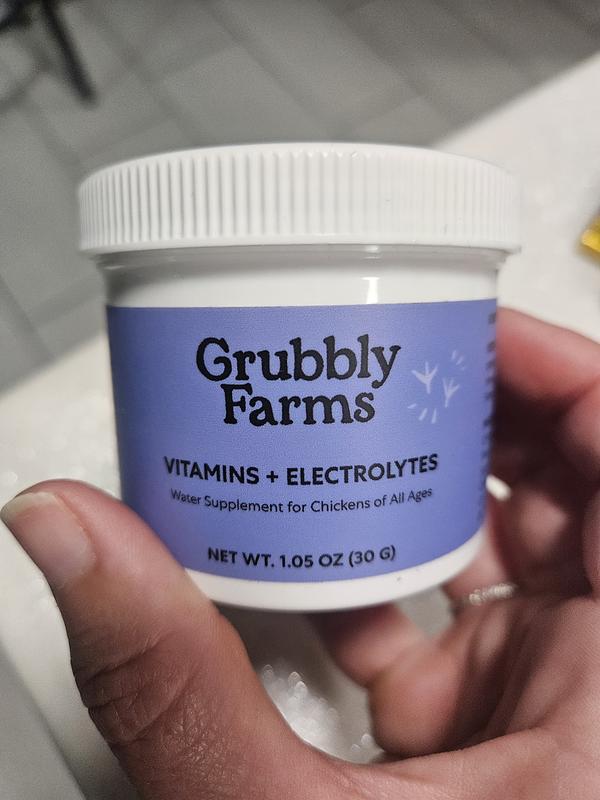 Grubbly
Farms
VITAMINS + ELECTROLYTES
Water Supplement for Chickens of All Ages
NET WT. 1.05 OZ (30 G)